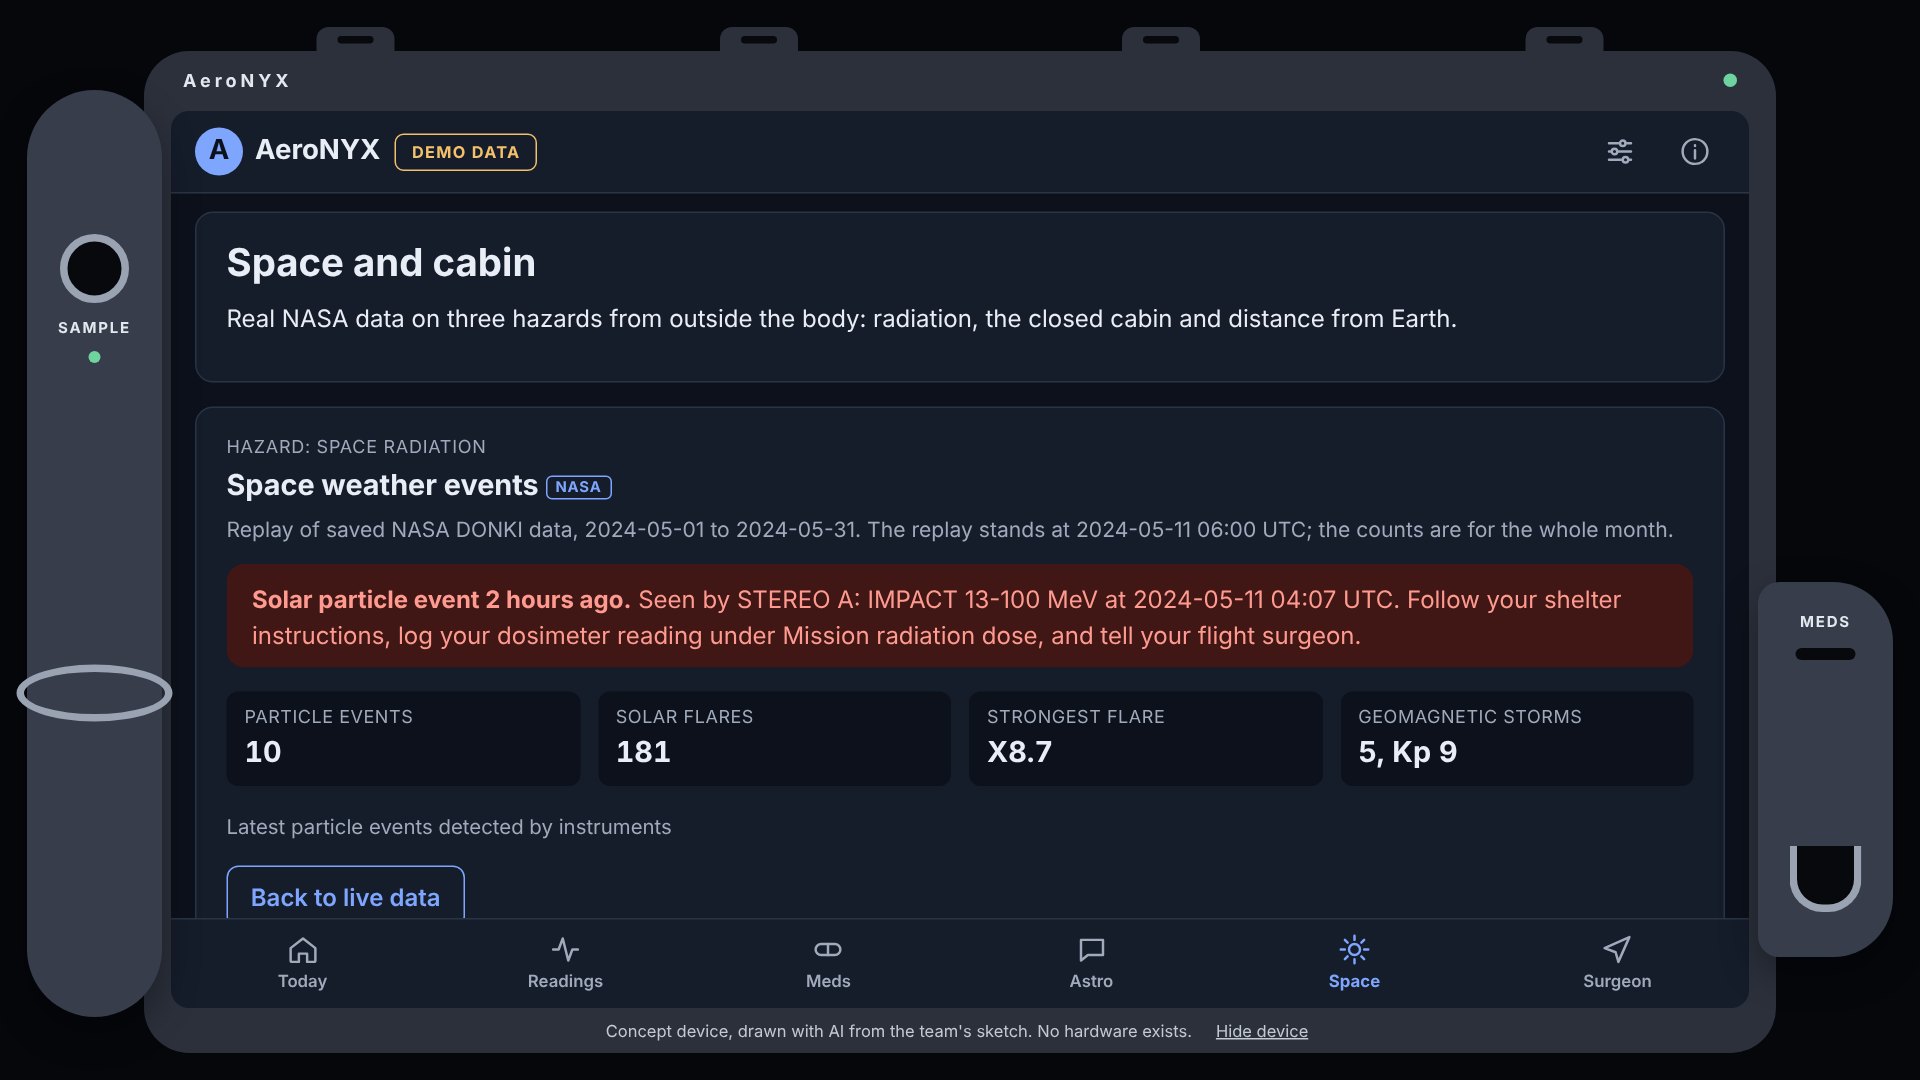 AeroNYX
A AeroNYX DEMO DATA
Space and cabin
Real NASA data on three hazards from outside the body: radiation, the closed cabin and distance from Earth.
SAMPLE
HAZARD: SPACE RADIATION
Space weather events NASA
Replay of saved NASA DONKI data, 2024-05-01 to 2024-05-31. The replay stands at 2024-05-11 06:00 UTC; the counts are for the whole month.
Solar particle event 2 hours ago. Seen by STEREO A: IMPACT 13-100 MeV at 2024-05-11 04:07 UTC. Follow your shelter
instructions, log your dosimeter reading under Mission radiation dose, and tell your flight surgeon.
MEDS
PARTICLE EVENTS
10
SOLAR FLARES
181
STRONGEST FLARE
X8.7
GEOMAGNETIC STORMS
5, Kp 9
Latest particle events detected by instruments
Back to live data
Today
Readings
Meds
Astro
Space
Surgeon
Concept device, drawn with AI from the team's sketch. No hardware exists. Hide device